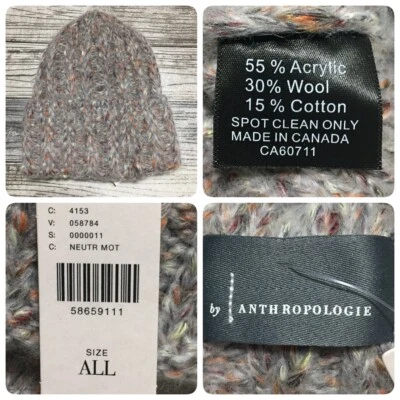 55 % Acrylic
30% Wool
15 % Cotton
SPOT CLEAN ONLY
MADE IN CANADA
CA60711
C: 4153
V: 058784
S: 0000011
C: NEUTR MOT
58659111
SIZE
ALL
by ANTHROPOLOGIE